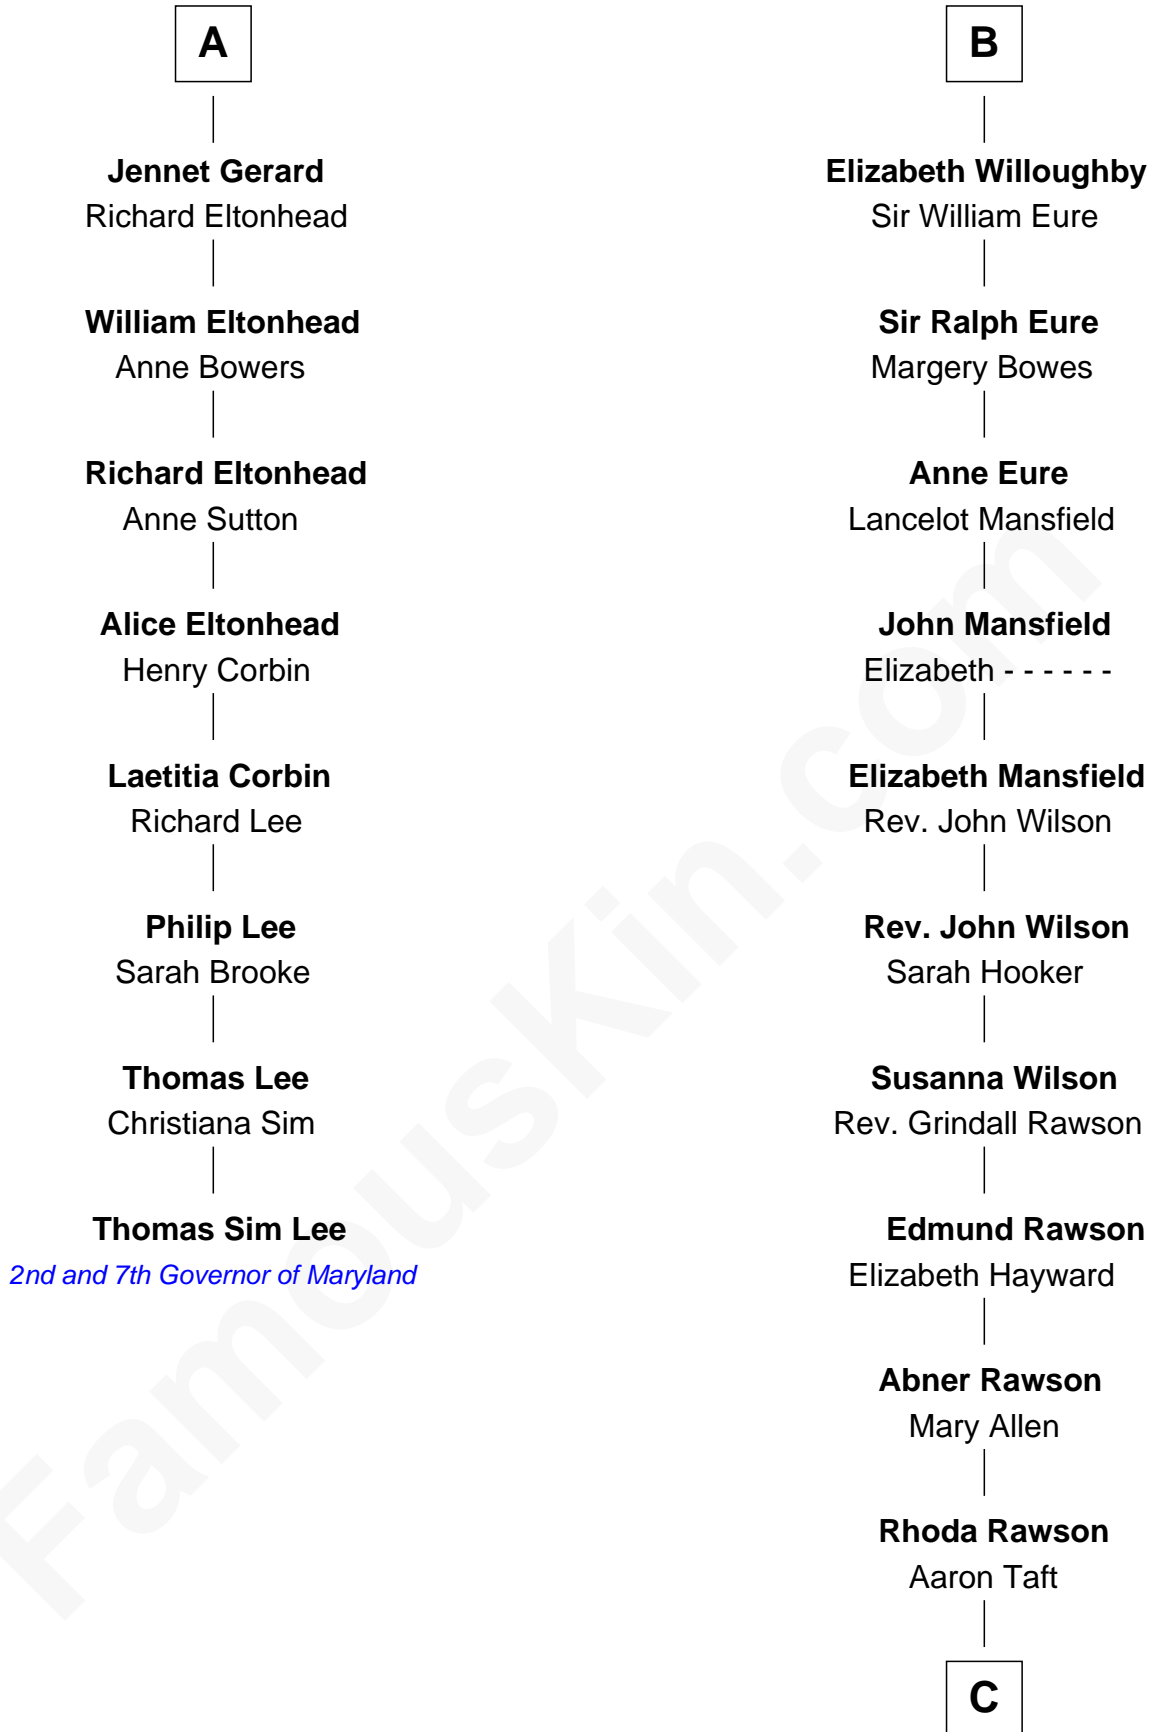 A
Jennet Gerard
Richard Eltonhead
William Eltonhead
Anne Bowers
Richard Eltonhead
Anne Sutton
Alice Eltonhead
Henry Corbin
Laetitia Corbin
Richard Lee
Philip Lee
Sarah Brooke
Thomas Lee
Christiana Sim
Thomas Sim Lee
2nd and 7th Governor of Maryland
B
Elizabeth Willoughby
Sir William Eure
Sir Ralph Eure
Margery Bowes
Anne Eure
Lancelot Mansfield
John Mansfield
Elizabeth - - - - - -
Elizabeth Mansfield
Rev. John Wilson
Rev. John Wilson
Sarah Hooker
Susanna Wilson
Rev. Grindall Rawson
Edmund Rawson
Elizabeth Hayward
Abner Rawson
Mary Allen
Rhoda Rawson
Aaron Taft
C
FamousKin.com